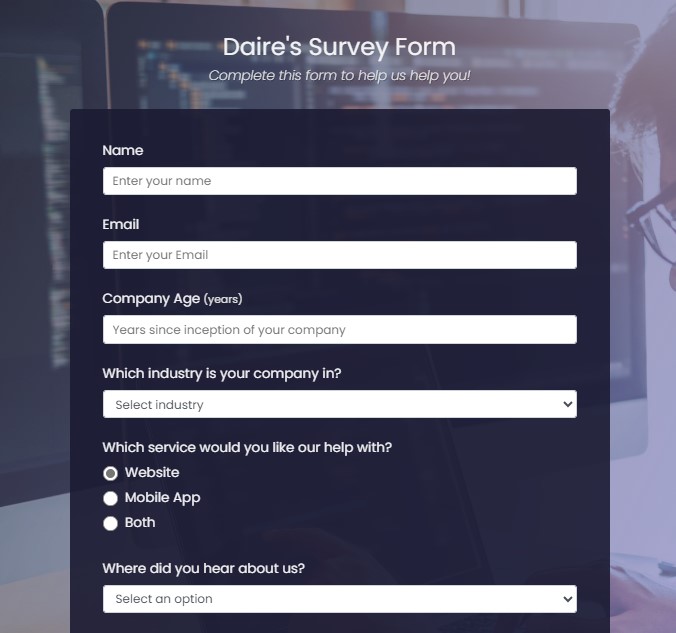 Daire's Survey Form
Complete this form to help us help you!
Name
Enter your name
Email
Enter your Email
Company Age (years)
Years since inception of your company
Which industry is your company in?
Select industry
Which service would you like our help with?
Website
Mobile App
Both
Where did you hear about us?
Select an option